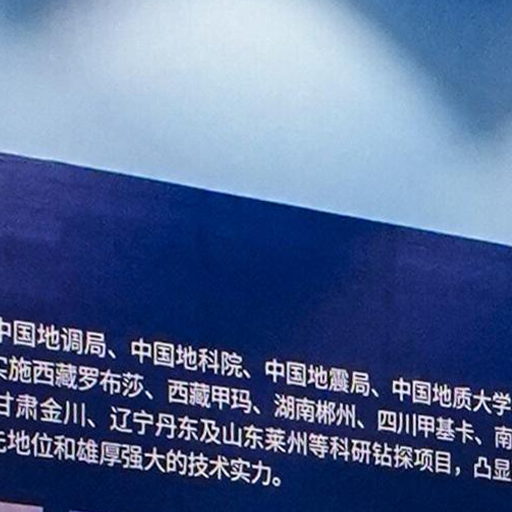 中国地调局、中国地科院、中国地震局、中国地质大学
实施西藏罗布莎、西藏甲玛、湖南郴州、四川甲基卡、南
甘肃金川、辽宁丹东及山东莱州等科研钻探项目，凸显
先地位和雄厚强大的技术实力。